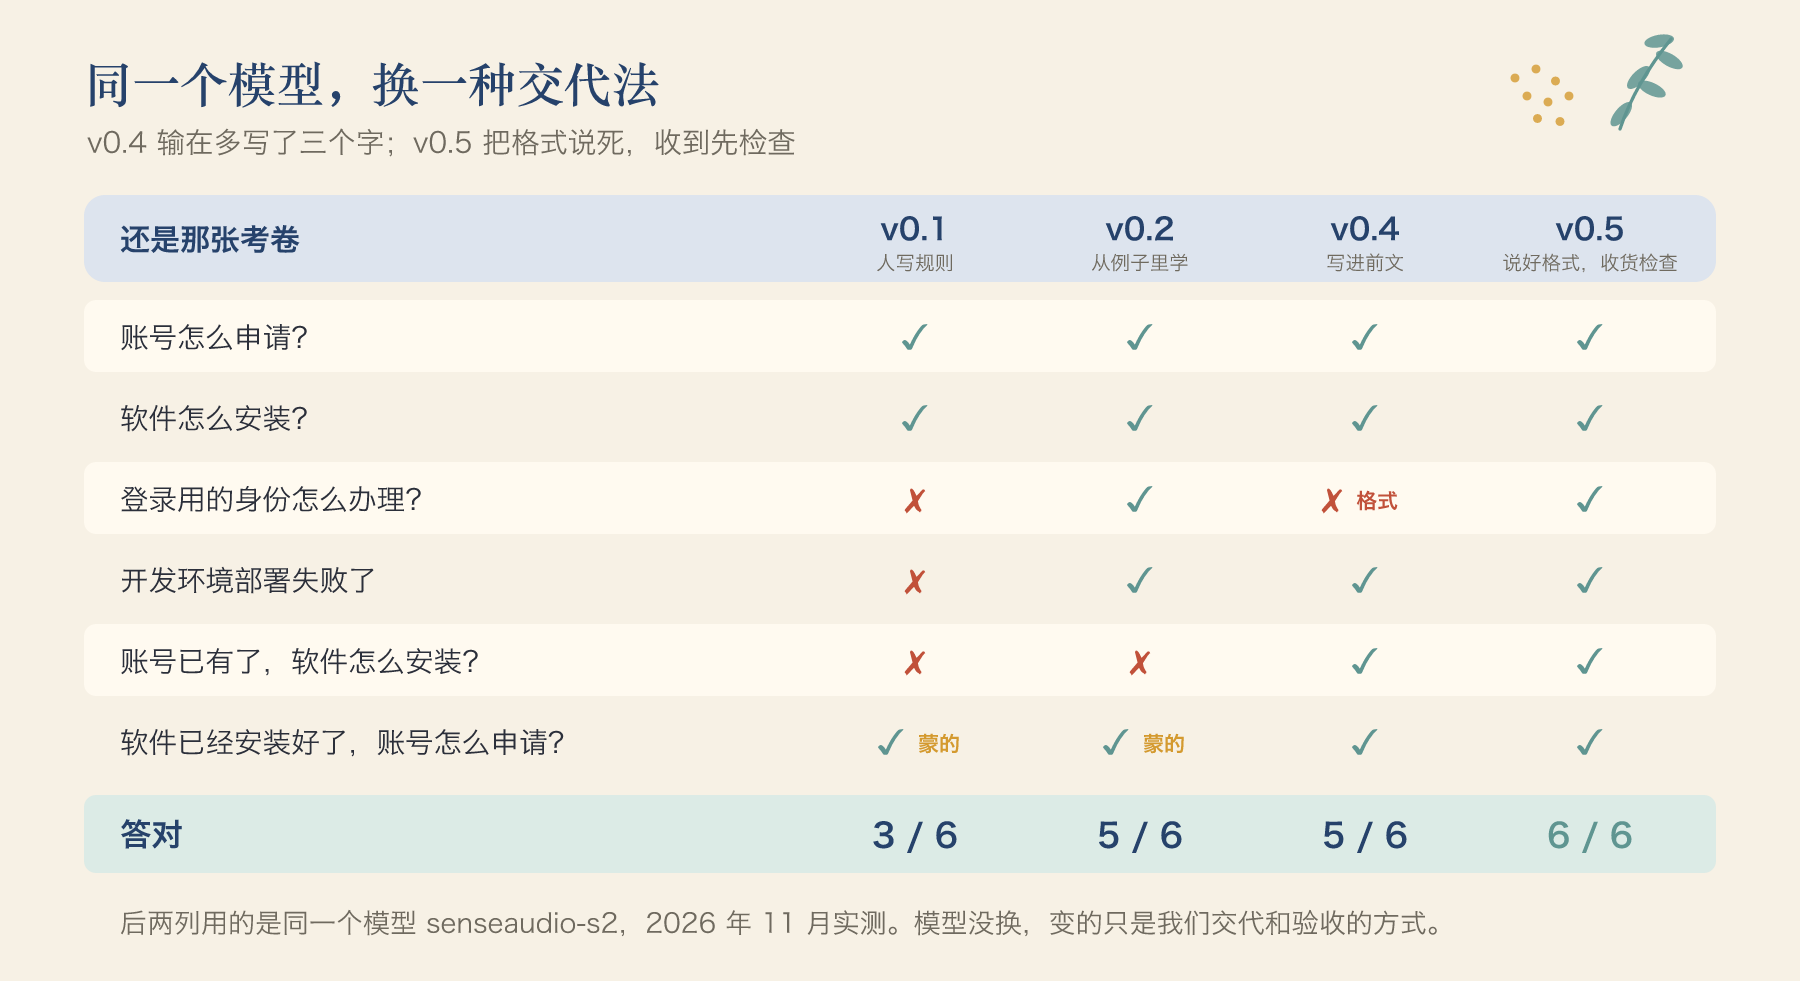 同一个模型，换一种交代法
v0.4 输在多写了三个字；v0.5 把格式说死，收到先检查
还是那张考卷 v0.1 v0.2 v0.4 v0.5
人写规则 从例子里学 写进前文 说好格式，收货检查
账号怎么申请？ ✓ ✓ ✓ ✓
软件怎么安装？ ✓ ✓ ✓ ✓
登录用的身份怎么办理？ ✗ ✓ ✗ 格式 ✓
开发环境部署失败了 ✗ ✓ ✓ ✓
账号已有了，软件怎么安装？ ✗ ✗ ✓ ✓
软件已经安装好了，账号怎么申请？ ✓ 蒙的 ✓ 蒙的 ✓ ✓
答对 3 / 6 5 / 6 5 / 6 6 / 6
后两列用的是同一个模型 senseaudio-s2，2026 年 11 月实测。模型没换，变的只是我们交代和验收的方式。